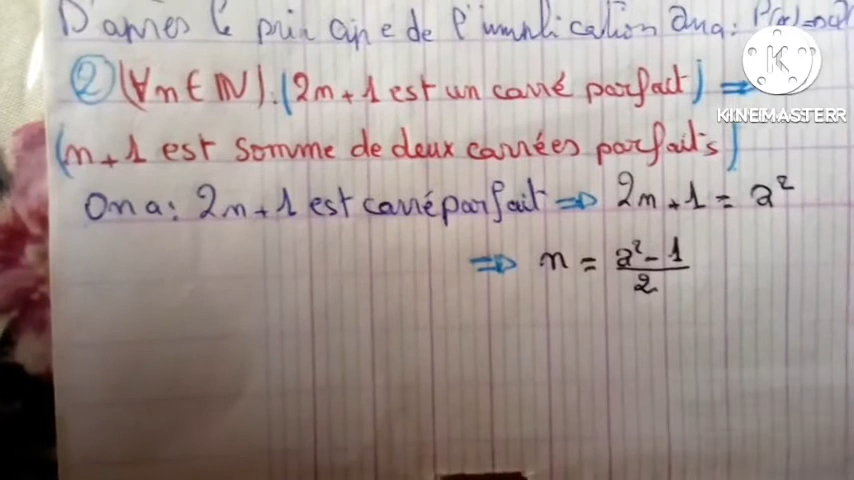 D'après le principe de l'implication On a:
② (∀n ∈ ℕ): (2n+1 est un carré parfait) ⇒
(n+1 est somme de deux carrées parfaits)
On a: 2n+1 est carré parfait ⇒ 2n+1 = a²
⇒ n = (a²-1)/2
K
KINEMASTER